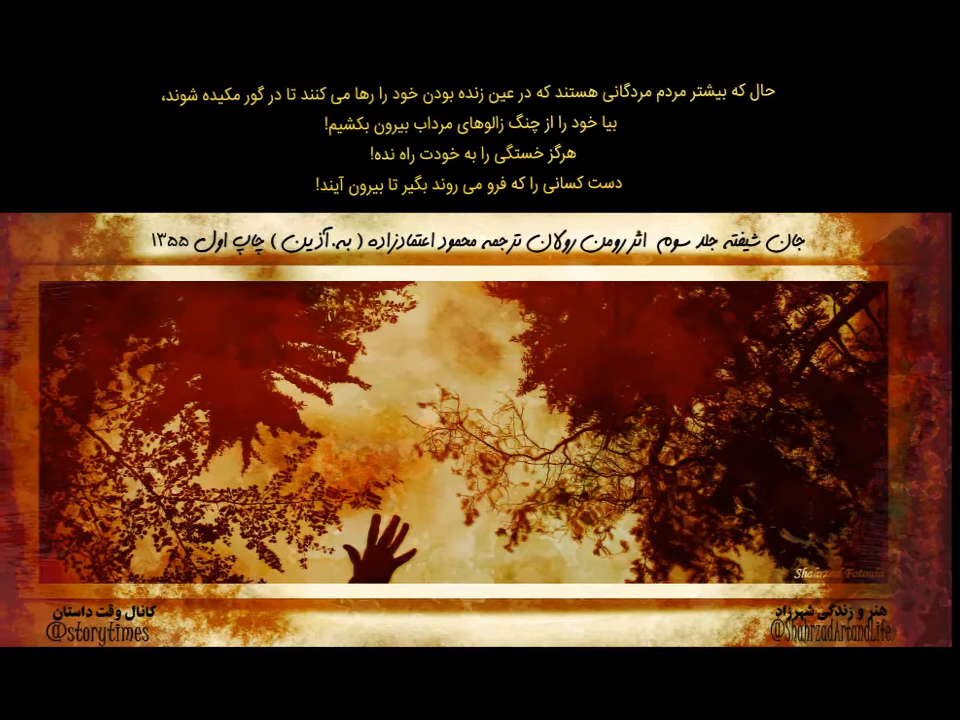 حال که بیشتر مردم مردگانی هستند که در عین زنده بودن خود را رها می کنند تا در گور مکیده شوند،
بیا خود را از چنگ زالوهای مرداب بیرون بکشیم!
هرگز خستگی را به خودت راه نده!
دست کسانی را که فرو می روند بگیر تا بیرون آیند!
جان شیفته جلد سوم اثر رومن رولان ترجمه محمود اعتمادزاده ( به.آذین ) چاپ اول ۱۳۵۵
Shahrzad Fotouhi
هنر و زندگی شهرزاد
@ShahrzadArtandLife
کانال وقت داستان
@storytimes